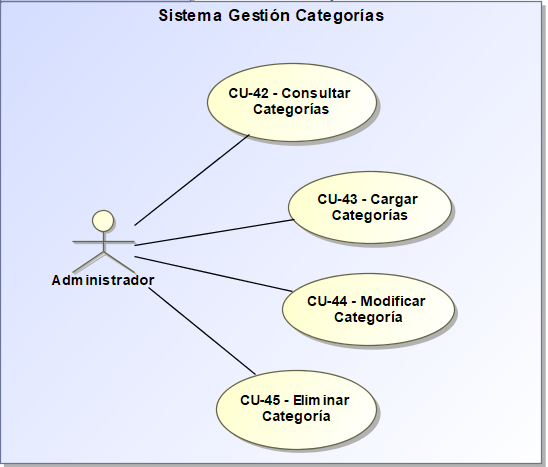 Sistema Gestión Categorías
CU-42 - Consultar
Categorías
CU-43 - Cargar
Categorías
Administrador
CU-44 - Modificar
Categoría
CU-45 - Eliminar
Categoría